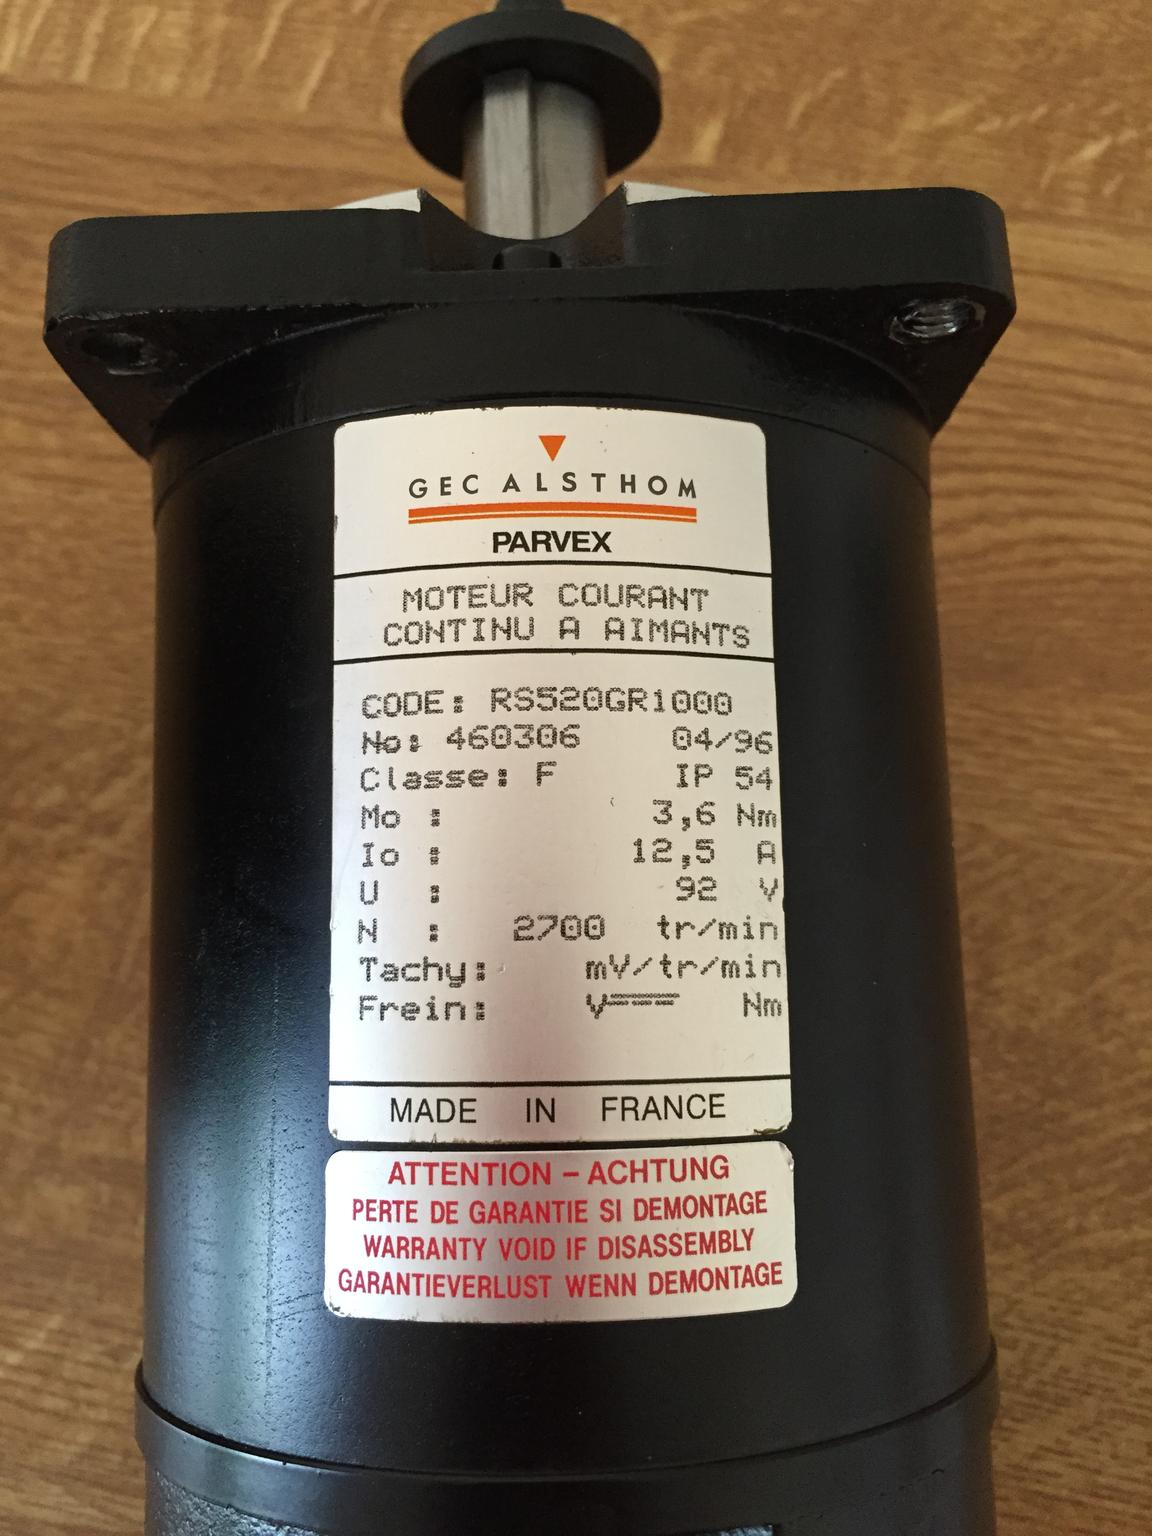 GEC ALSTHOM
PARVEX
MOTEUR COURANT
CONTINU A AIMANTS
CODE: RS520GR1000
No: 460306 04/96
Classe: F IP 54
Mo : 3,6 Nm
Io : 12,5 A
U : 92 V
N : 2700 tr/min
Tachy: mV/tr/min
Frein: V Nm
MADE IN FRANCE
ATTENTION – ACHTUNG
PERTE DE GARANTIE SI DEMONTAGE
WARRANTY VOID IF DISASSEMBLY
GARANTIEVERLUST WENN DEMONTAGE